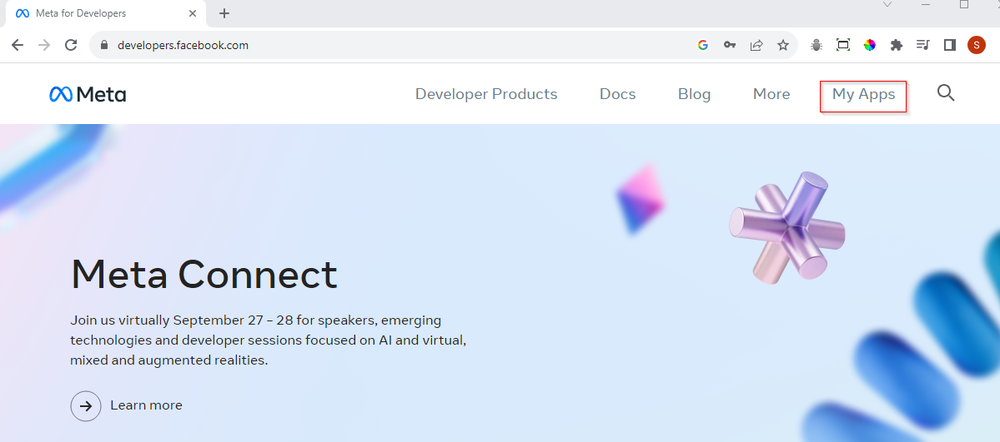 Meta for Developers
developers.facebook.com
S
Meta
Developer Products
Docs
Blog
More
My Apps
Meta Connect
Join us virtually September 27 – 28 for speakers, emerging
technologies and developer sessions focused on AI and virtual,
mixed and augmented realities.
Learn more